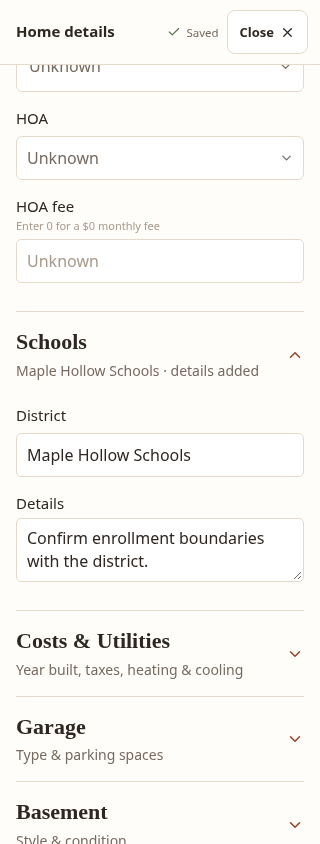 Home details
Saved
Close
Unknown
HOA
Unknown
HOA fee
Enter 0 for a $0 monthly fee
Unknown
Schools
Maple Hollow Schools · details added
District
Maple Hollow Schools
Details
Confirm enrollment boundaries
with the district.
Costs & Utilities
Year built, taxes, heating & cooling
Garage
Type & parking spaces
Basement
Style & condition